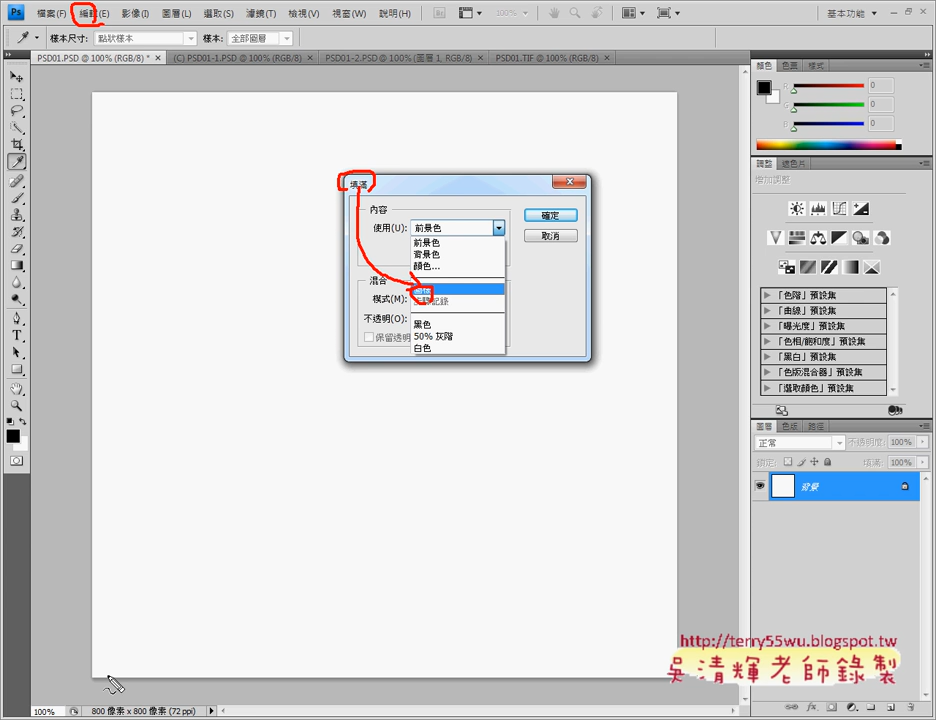 Ps 檔案(F) 編輯(E) 影像(I) 圖層(L) 選取(S) 濾鏡(T) 檢視(V) 視窗(W) 說明(H) 100% 基本功能
樣本尺寸: 點狀樣本 樣本: 全部圖層
PSD01.PSD @ 100% (RGB/8) * × (C) PSD01-1.PSD @ 100% (RGB/8) × PSD01-2.PSD @ 100% (圖層 1, RGB/8) × PSD01.TIF @ 100% (RGB/8) ×
顏色 色票 樣式
R 0
G 0
B 0
調整 遮色片
增加調整
填滿
內容
使用(U): 前景色
確定
取消
前景色
背景色
顏色...
混合
模式(M):
步驟記錄
不透明(O):
黑色
保留透明
50% 灰階
白色
「色階」預設集
「曲線」預設集
「曝光度」預設集
「色相/飽和度」預設集
「黑白」預設集
「色版混合器」預設集
「選取顏色」預設集
圖層 色版 路徑
正常 不透明度: 100%
鎖定: 填滿: 100%
背景
http://terry55wu.blogspot.tw
吳清輝老師錄製
100% 800 像素 x 800 像素 (72 ppi)